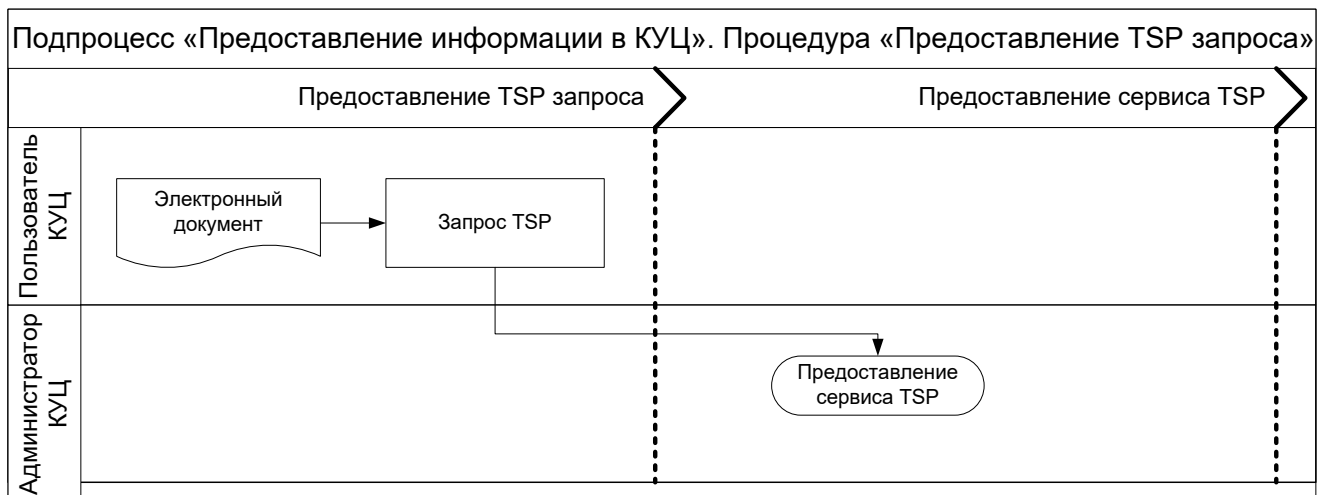 Подпроцесс «Предоставление информации в КУЦ». Процедура «Предоставление TSP запроса»
Предоставление TSP запроса
Предоставление сервиса TSP
Пользователь
КУЦ
Электронный
документ
Запрос TSP
Администратор
КУЦ
Предоставление
сервиса TSP